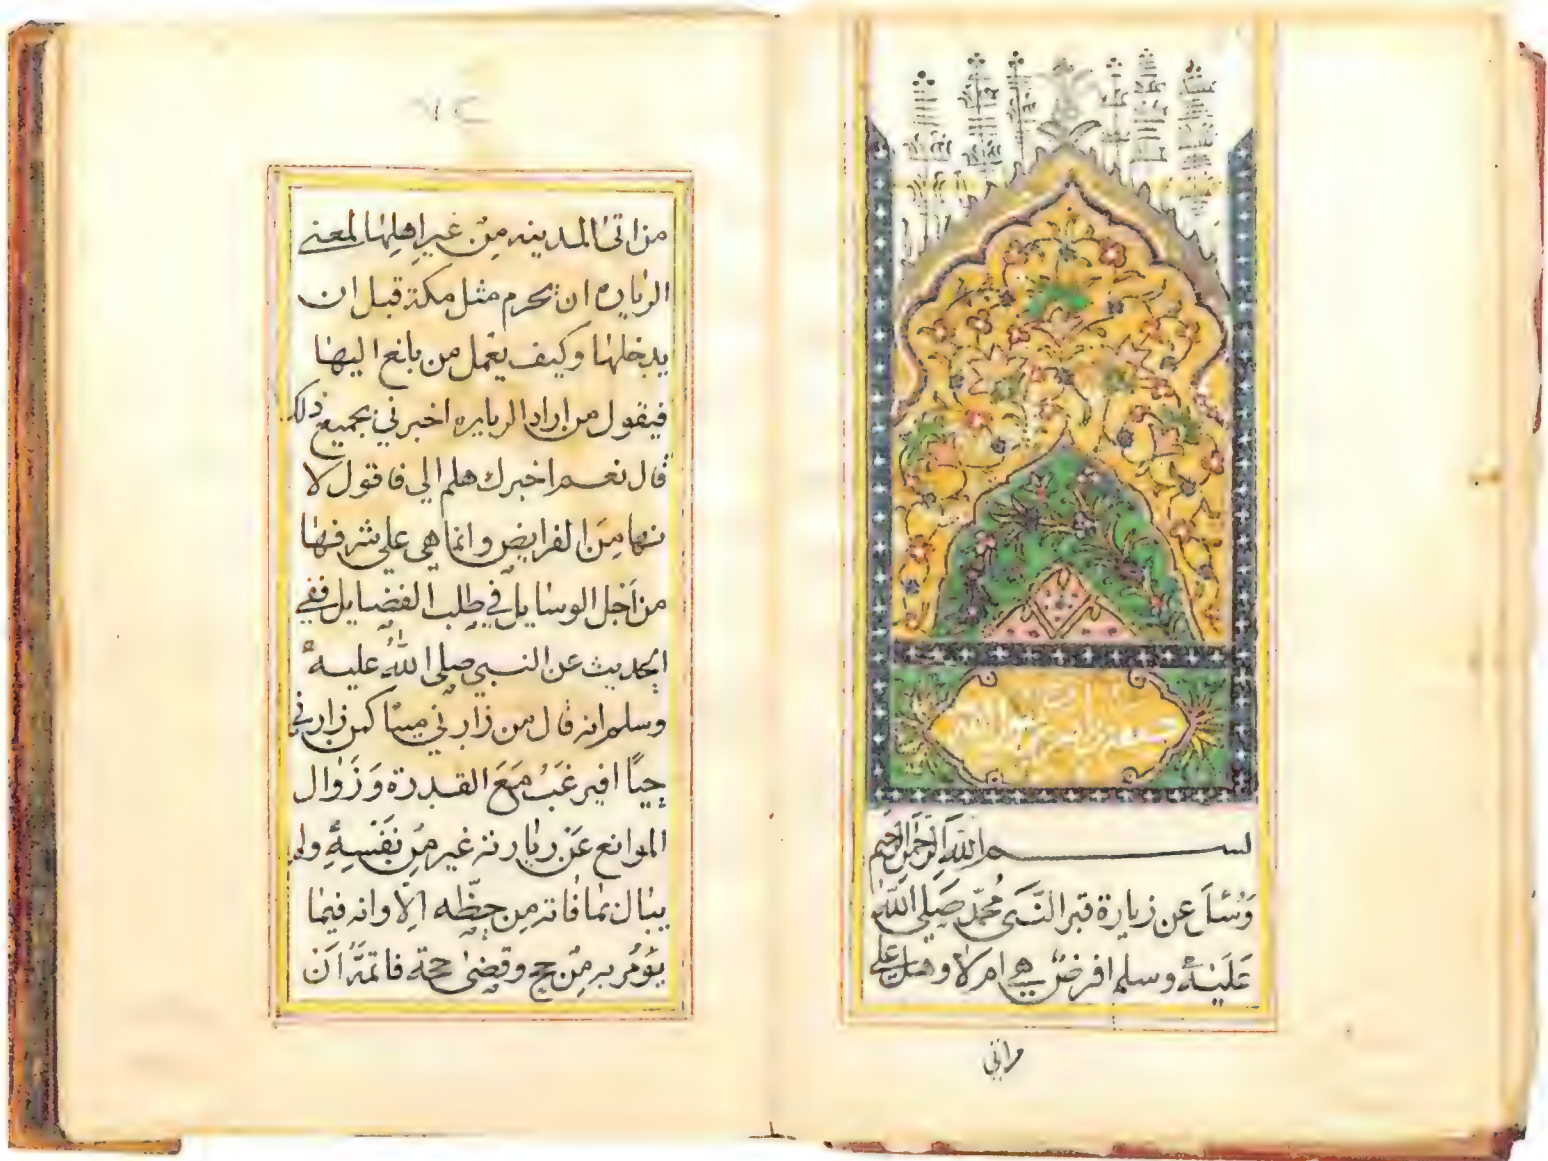 بسم الله الرحمن الرحيم
وسئل عن زيارة قبر النبي محمد صلى الله
عليه وسلم افرض هي ام لا وهل على
من اتى
من اتى المدينه من غير اهلها لمعنى
الزياره ان يحرم مثل مكة قبل ان
يدخلها وكيف يعمل من بلغ اليها
فيقول من اراد الزياره اخبرني بجميع ذلك
قال نعم اخبرك هلم الي فاقول لا
نها من الفرايض وانما هي على شرفها
من اجل الوسايل في طلب الفضايل ففي
الحديث عن النبي صلى الله عليه
وسلم انه قال من زارني ميتا كمن زارني
حيا افيرغب مع القدرة وزوال
الموانع عن زيارته غير من نفسه ولم
يبال بما فاته من حظه الا وانه فيما
يؤمر به من حج وقضى حجه فاتمه ان